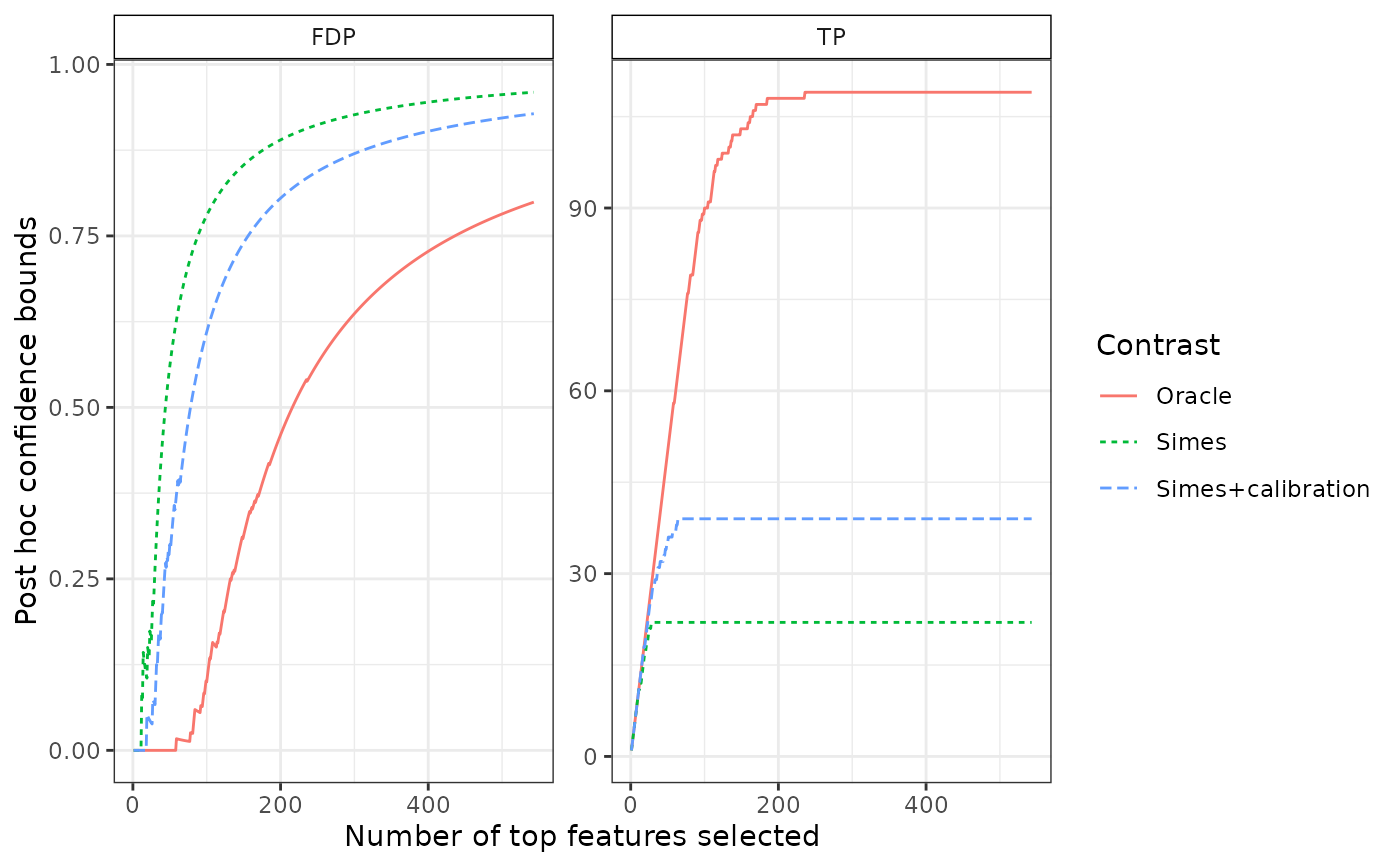 FDP
TP
1.00
0.75
0.50
0.25
0.00
90
60
30
0
0
200
400
0
200
400
Post hoc confidence bounds
Number of top features selected
Contrast
Oracle
Simes
Simes+calibration